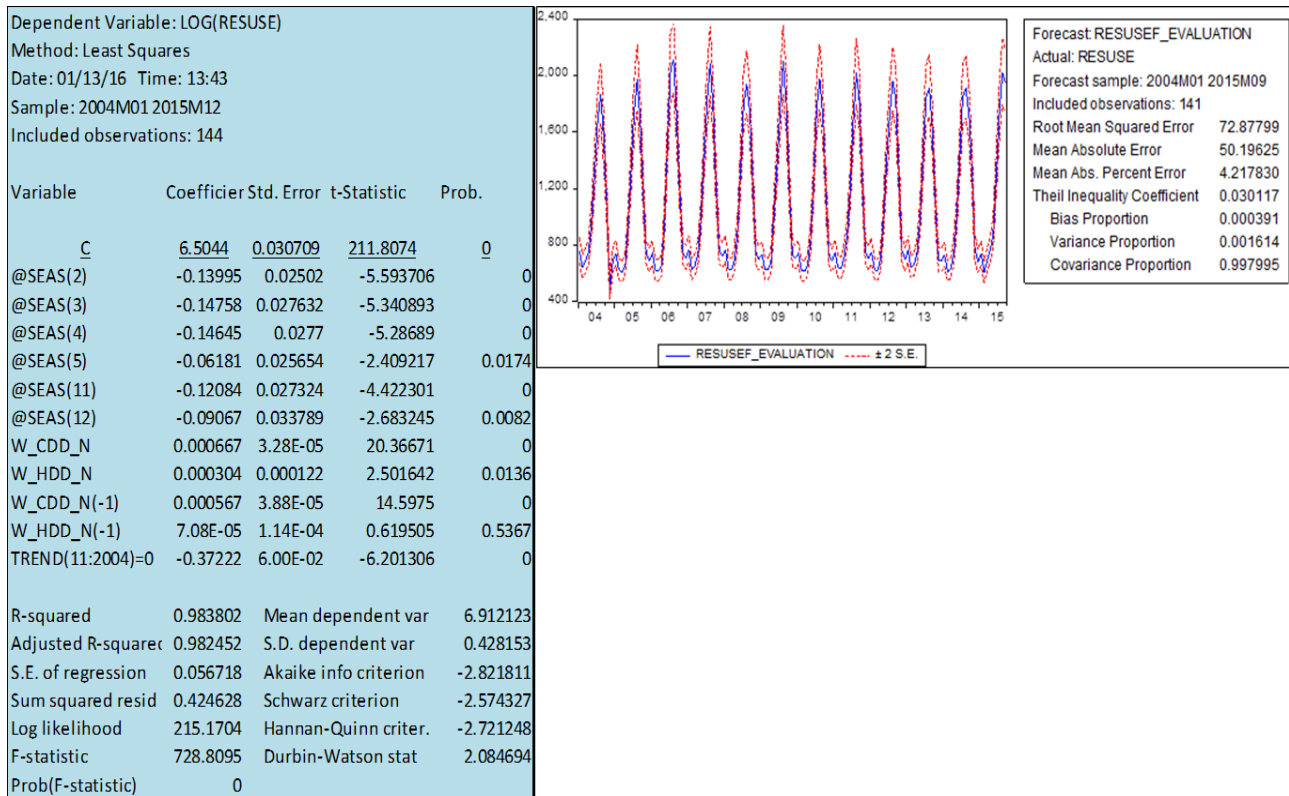 Dependent Variable: LOG(RESUSE)
Method: Least Squares
Date: 01/13/16 Time: 13:43
Sample: 2004M01 2015M12
Included observations: 144
Variable Coefficier Std. Error t-Statistic Prob.
C 6.5044 0.030709 211.8074 0
@SEAS(2) -0.13995 0.02502 -5.593706 0
@SEAS(3) -0.14758 0.027632 -5.340893 0
@SEAS(4) -0.14645 0.0277 -5.28689 0
@SEAS(5) -0.06181 0.025654 -2.409217 0.0174
@SEAS(11) -0.12084 0.027324 -4.422301 0
@SEAS(12) -0.09067 0.033789 -2.683245 0.0082
W_CDD_N 0.000667 3.28E-05 20.36671 0
W_HDD_N 0.000304 0.000122 2.501642 0.0136
W_CDD_N(-1) 0.000567 3.88E-05 14.5975 0
W_HDD_N(-1) 7.08E-05 1.14E-04 0.619505 0.5367
TREND(11:2004)=0 -0.37222 6.00E-02 -6.201306 0
R-squared 0.983802 Mean dependent var 6.912123
Adjusted R-squared 0.982452 S.D. dependent var 0.428153
S.E. of regression 0.056718 Akaike info criterion -2.821811
Sum squared resid 0.424628 Schwarz criterion -2.574327
Log likelihood 215.1704 Hannan-Quinn criter. -2.721248
F-statistic 728.8095 Durbin-Watson stat 2.084694
Prob(F-statistic) 0
2,400
2,000
1,600
1,200
800
400
04 05 06 07 08 09 10 11 12 13 14 15
RESUSEF_EVALUATION ± 2 S.E.
Forecast: RESUSEF_EVALUATION
Actual: RESUSE
Forecast sample: 2004M01 2015M09
Included observations: 141
Root Mean Squared Error 72.87799
Mean Absolute Error 50.19625
Mean Abs. Percent Error 4.217830
Theil Inequality Coefficient 0.030117
Bias Proportion 0.000391
Variance Proportion 0.001614
Covariance Proportion 0.997995